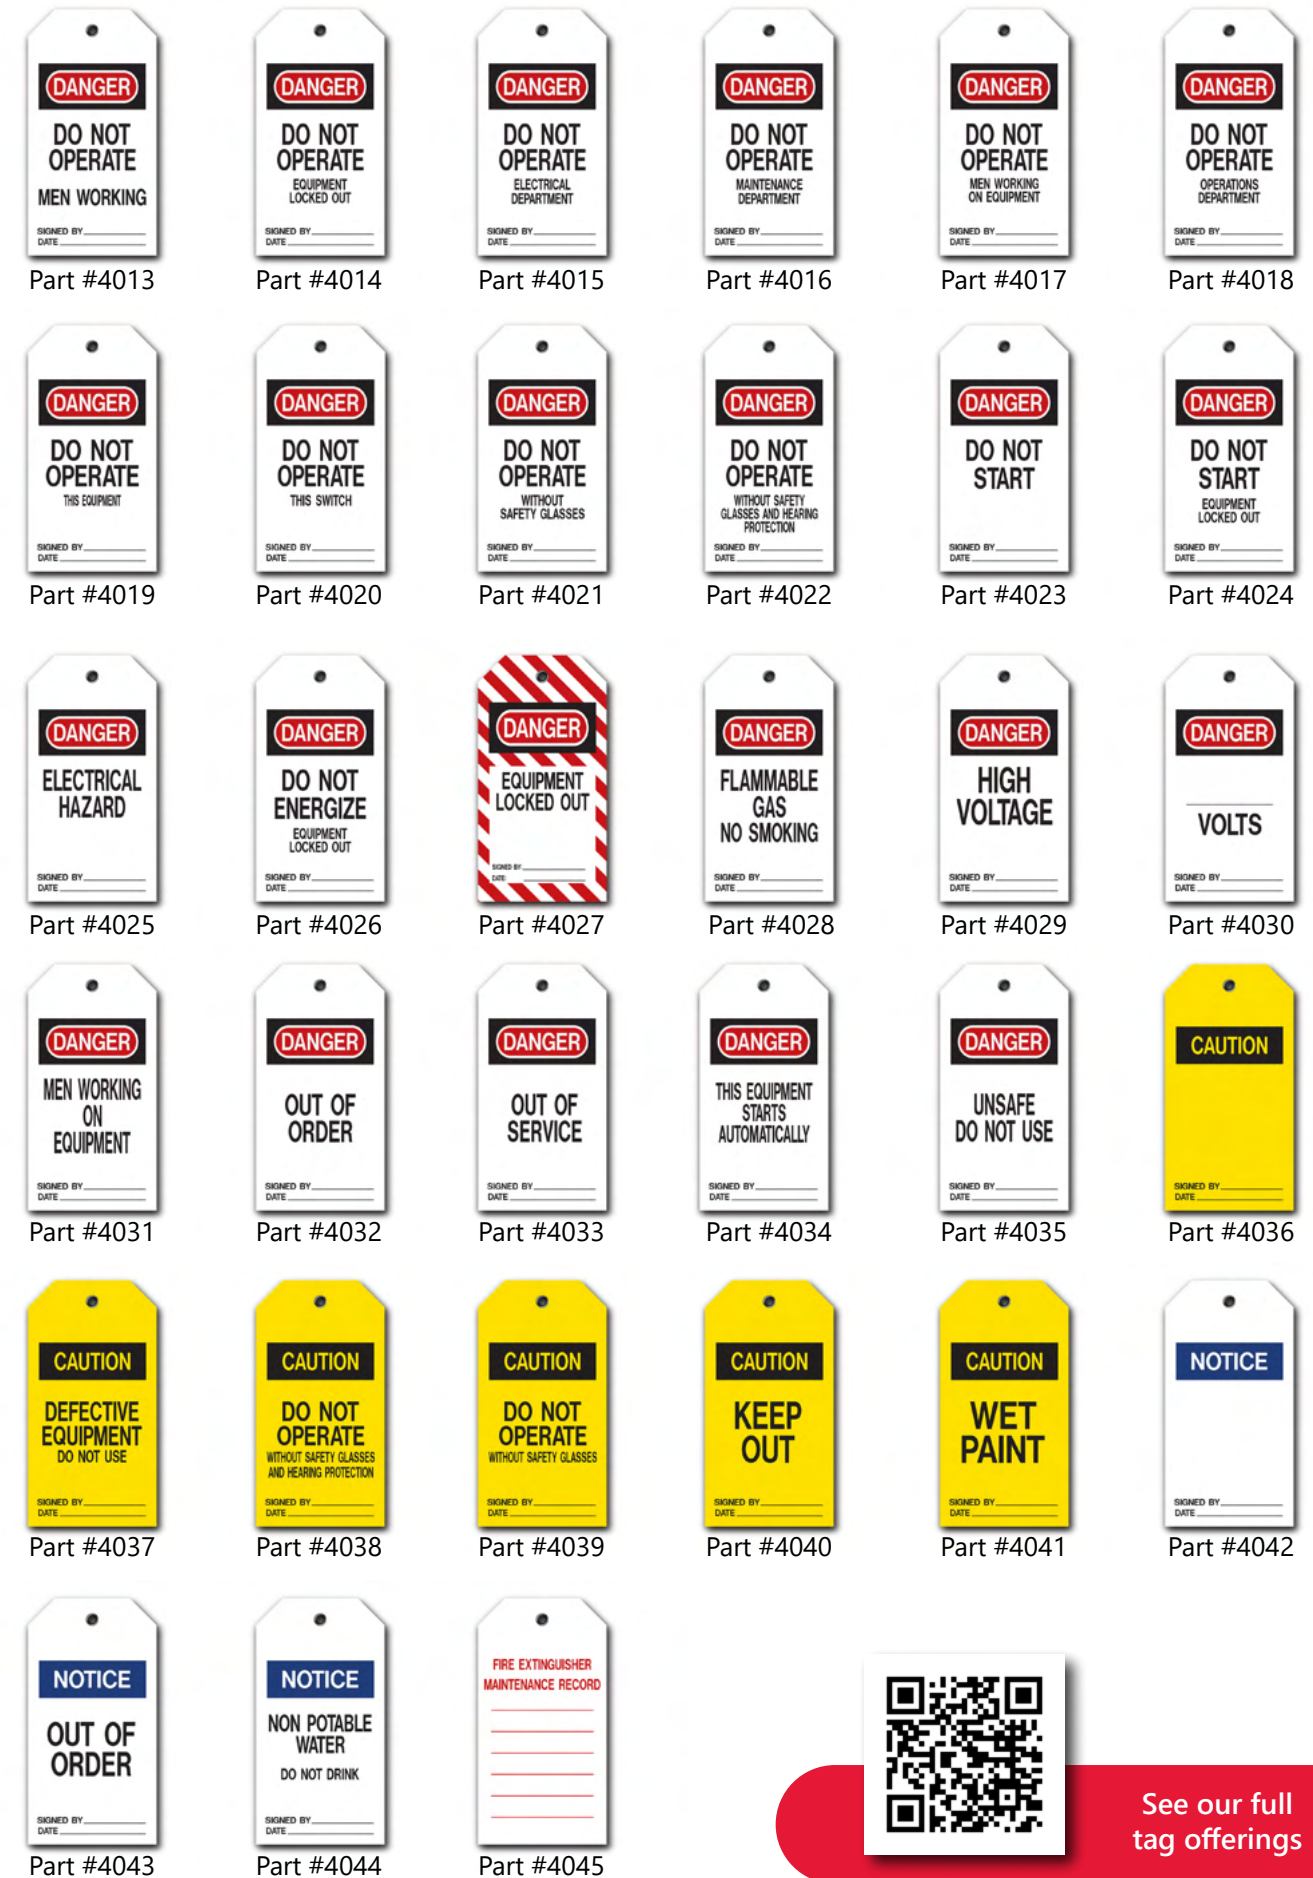 DANGER
DO NOT
OPERATE
MEN WORKING
SIGNED BY
DATE
Part #4013
DANGER
DO NOT
OPERATE
EQUIPMENT
LOCKED OUT
SIGNED BY
DATE
Part #4014
DANGER
DO NOT
OPERATE
ELECTRICAL
DEPARTMENT
SIGNED BY
DATE
Part #4015
DANGER
DO NOT
OPERATE
MAINTENANCE
DEPARTMENT
SIGNED BY
DATE
Part #4016
DANGER
DO NOT
OPERATE
MEN WORKING
ON EQUIPMENT
SIGNED BY
DATE
Part #4017
DANGER
DO NOT
OPERATE
OPERATIONS
DEPARTMENT
SIGNED BY
DATE
Part #4018
DANGER
DO NOT
OPERATE
THIS EQUIPMENT
SIGNED BY
DATE
Part #4019
DANGER
DO NOT
OPERATE
THIS SWITCH
SIGNED BY
DATE
Part #4020
DANGER
DO NOT
OPERATE
WITHOUT
SAFETY GLASSES
SIGNED BY
DATE
Part #4021
DANGER
DO NOT
OPERATE
WITHOUT SAFETY
GLASSES AND HEARING
PROTECTION
SIGNED BY
DATE
Part #4022
DANGER
DO NOT
START
SIGNED BY
DATE
Part #4023
DANGER
DO NOT
START
EQUIPMENT
LOCKED OUT
SIGNED BY
DATE
Part #4024
DANGER
ELECTRICAL
HAZARD
SIGNED BY
DATE
Part #4025
DANGER
DO NOT
ENERGIZE
EQUIPMENT
LOCKED OUT
SIGNED BY
DATE
Part #4026
DANGER
EQUIPMENT
LOCKED OUT
SIGNED BY:
DATE:
Part #4027
DANGER
FLAMMABLE
GAS
NO SMOKING
SIGNED BY
DATE
Part #4028
DANGER
HIGH
VOLTAGE
SIGNED BY
DATE
Part #4029
DANGER
VOLTS
SIGNED BY
DATE
Part #4030
DANGER
MEN WORKING
ON
EQUIPMENT
SIGNED BY
DATE
Part #4031
DANGER
OUT OF
ORDER
SIGNED BY
DATE
Part #4032
DANGER
OUT OF
SERVICE
SIGNED BY
DATE
Part #4033
DANGER
THIS EQUIPMENT
STARTS
AUTOMATICALLY
SIGNED BY
DATE
Part #4034
DANGER
UNSAFE
DO NOT USE
SIGNED BY
DATE
Part #4035
CAUTION
SIGNED BY
DATE
Part #4036
CAUTION
DEFECTIVE
EQUIPMENT
DO NOT USE
SIGNED BY
DATE
Part #4037
CAUTION
DO NOT
OPERATE
WITHOUT SAFETY GLASSES
AND HEARING PROTECTION
SIGNED BY
DATE
Part #4038
CAUTION
DO NOT
OPERATE
WITHOUT SAFETY GLASSES
SIGNED BY
DATE
Part #4039
CAUTION
KEEP
OUT
SIGNED BY
DATE
Part #4040
CAUTION
WET
PAINT
SIGNED BY
DATE
Part #4041
NOTICE
SIGNED BY
DATE
Part #4042
NOTICE
OUT OF
ORDER
SIGNED BY
DATE
Part #4043
NOTICE
NON POTABLE
WATER
DO NOT DRINK
SIGNED BY
DATE
Part #4044
FIRE EXTINGUISHER
MAINTENANCE RECORD
Part #4045
See our full
tag offerings